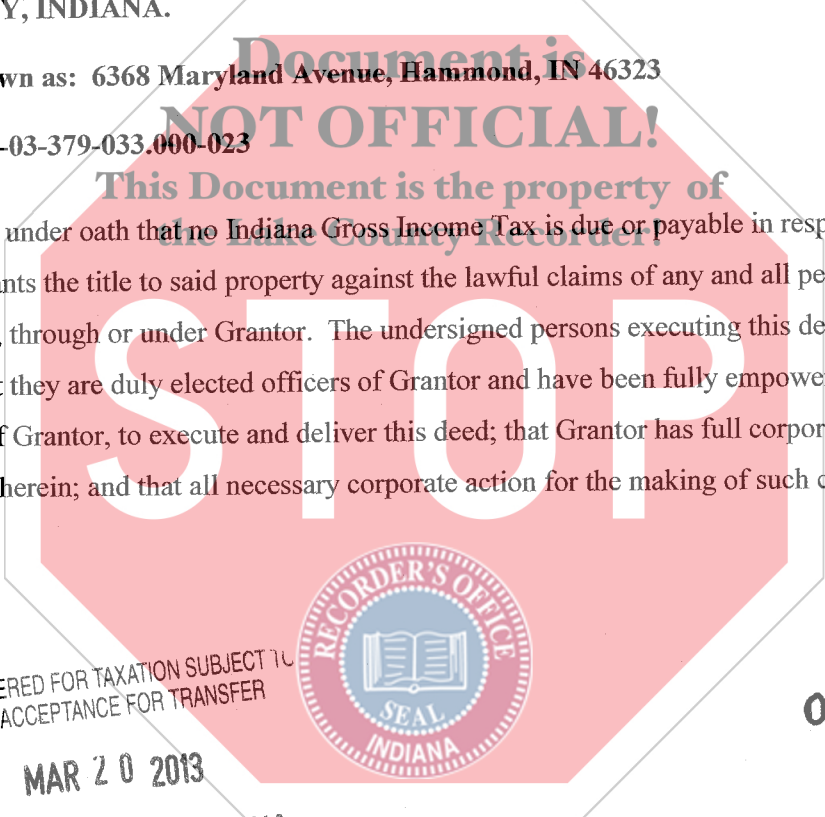 Y, INDIANA.
Document is
wn as: 6368 Maryland Avenue, Hammond, IN 46323
NOT OFFICIAL!
-03-379-033.000-023
This Document is the property of
the Lake County Recorder!
under oath that no Indiana Gross Income Tax is due or payable in resp
nts the title to said property against the lawful claims of any and all pe
, through or under Grantor. The undersigned persons executing this de
t they are duly elected officers of Grantor and have been fully empowe
f Grantor, to execute and deliver this deed; that Grantor has full corpor
herein; and that all necessary corporate action for the making of such c
STOP
RECORDER'S OFFICE
SEAL
INDIANA
ERED FOR TAXATION SUBJECT TO
ACCEPTANCE FOR TRANSFER
MAR 20 2013